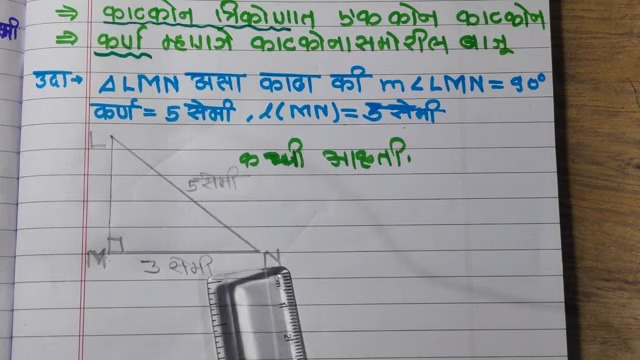 ⇒ काटकोन त्रिकोणात एक कोन काटकोन
⇒ कर्ण म्हणजे काटकोनासमोरील बाजू
उदा→ △LMN असा काढा की m∠LMN = 90°
कर्ण = 5 सेमी , l(MN) = 3 सेमी
कच्ची आकृती.
L
5 सेमी
M
N
3 सेमी